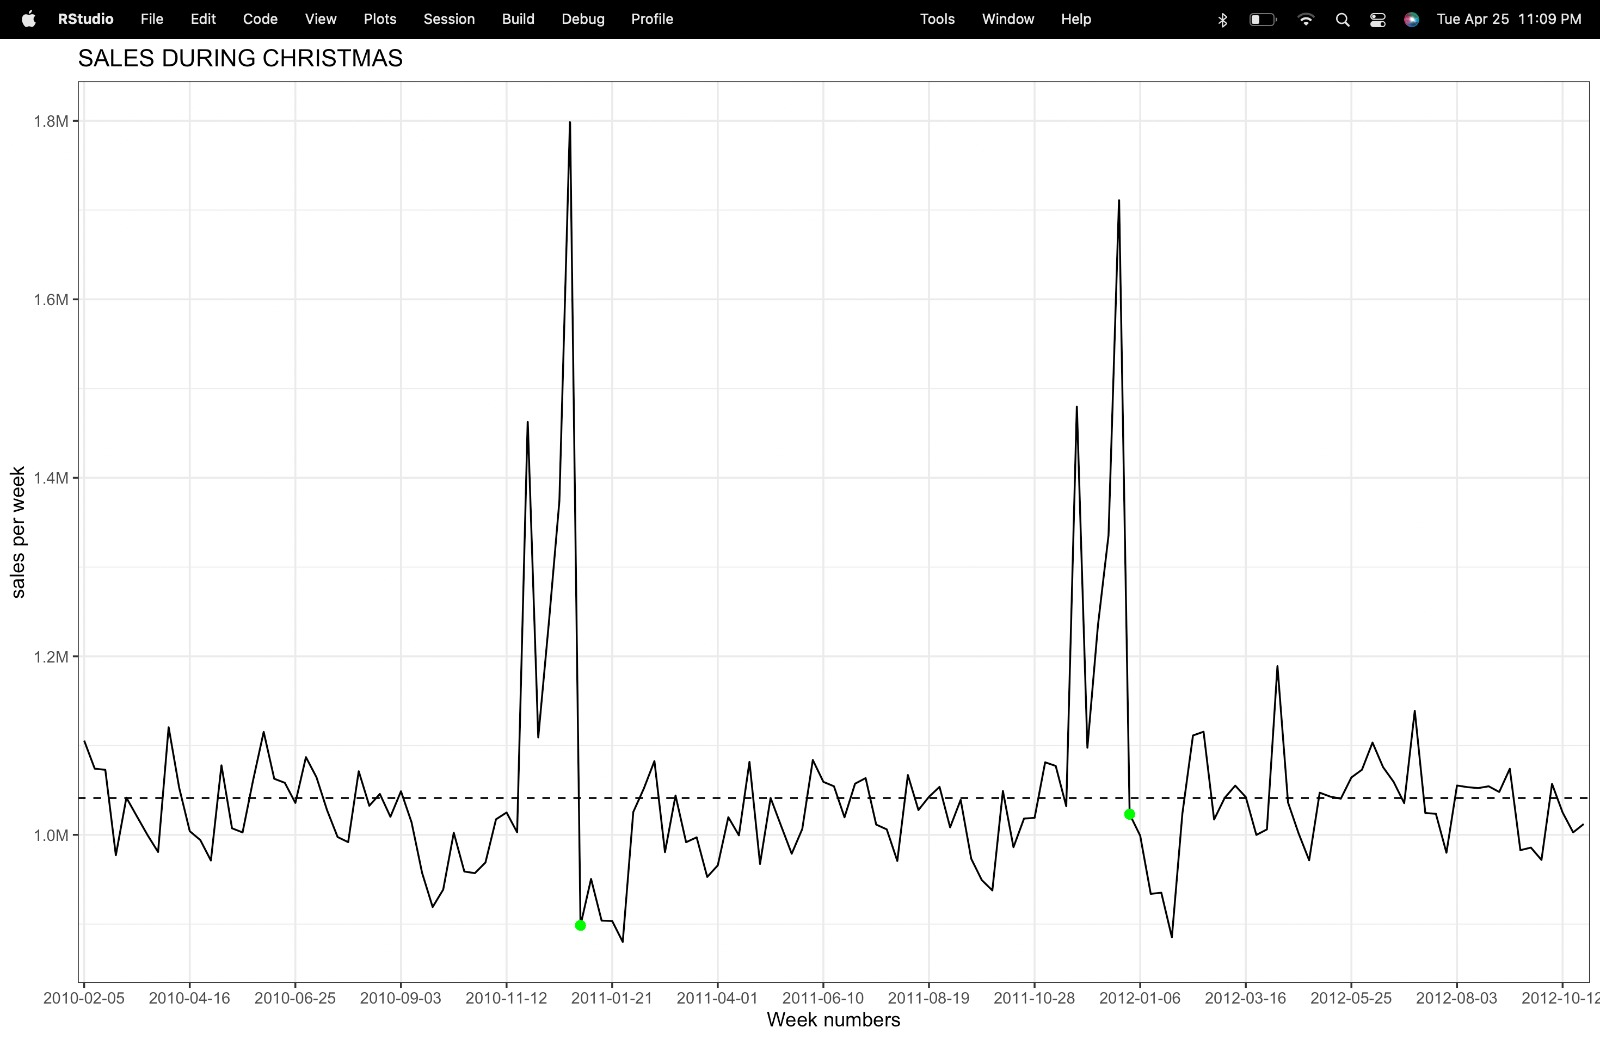 RStudio File Edit Code View Plots Session Build Debug Profile Tools Window Help Tue Apr 25 11:09 PM
SALES DURING CHRISTMAS
1.8M
1.6M
1.4M
1.2M
1.0M
sales per week
2010-02-05 2010-04-16 2010-06-25 2010-09-03 2010-11-12 2011-01-21 2011-04-01 2011-06-10 2011-08-19 2011-10-28 2012-01-06 2012-03-16 2012-05-25 2012-08-03 2012-10-12
Week numbers